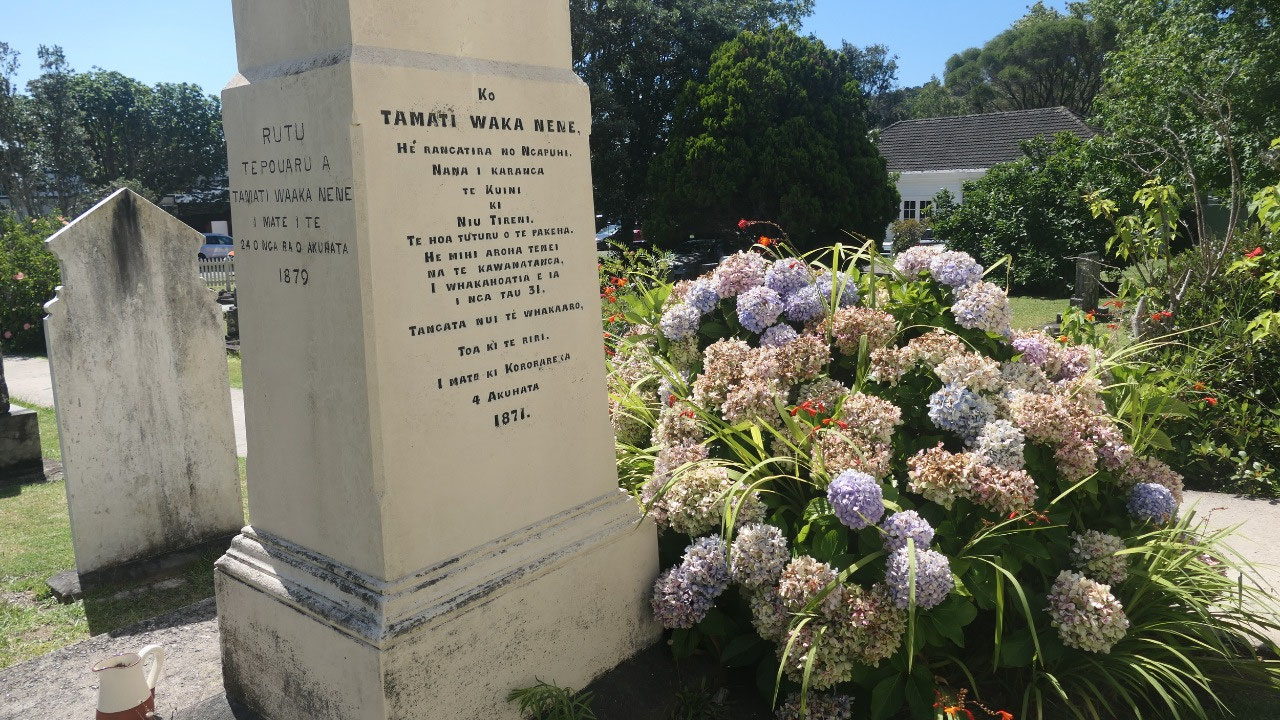 RUTU
TEPOUARU A
TAMATI WAAKA NENE
I MATE I TE
24 O NGA RA O AKUHATA
1879
Ko
TAMATI WAKA NENE,
HE RANGATIRA NO NGAPUHI.
NANA I KARANGA
TE KUINI
KI
NIU TIRENI.
TE HOA TUTURU O TE PAKEHA.
HE MIHI AROHA TENEI
NA TE KAWANATANGA,
I WHAKAHOATIA E IA
I NGA TAU 31.
TANGATA NUI TE WHAKAARO,
TOA KI TE RIRI.
I MATE KI KORORAREKA
4 AKUHATA
1871.